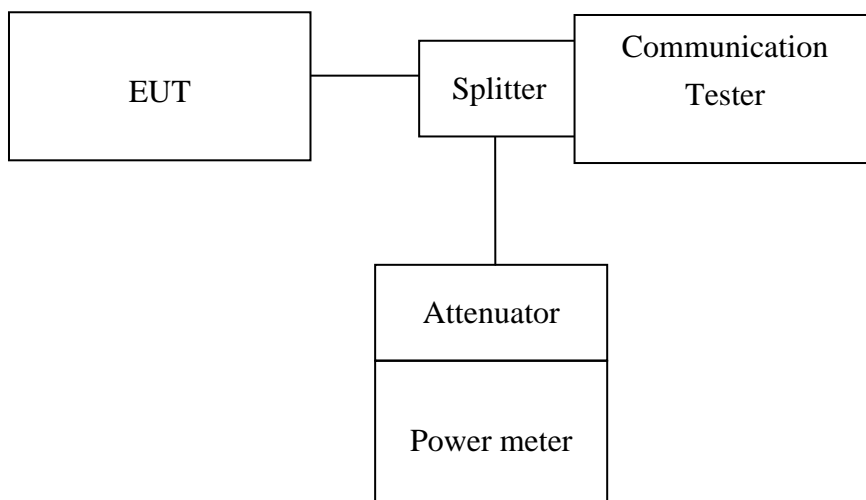 EUT
Splitter
Communication
Tester
Attenuator
Power meter